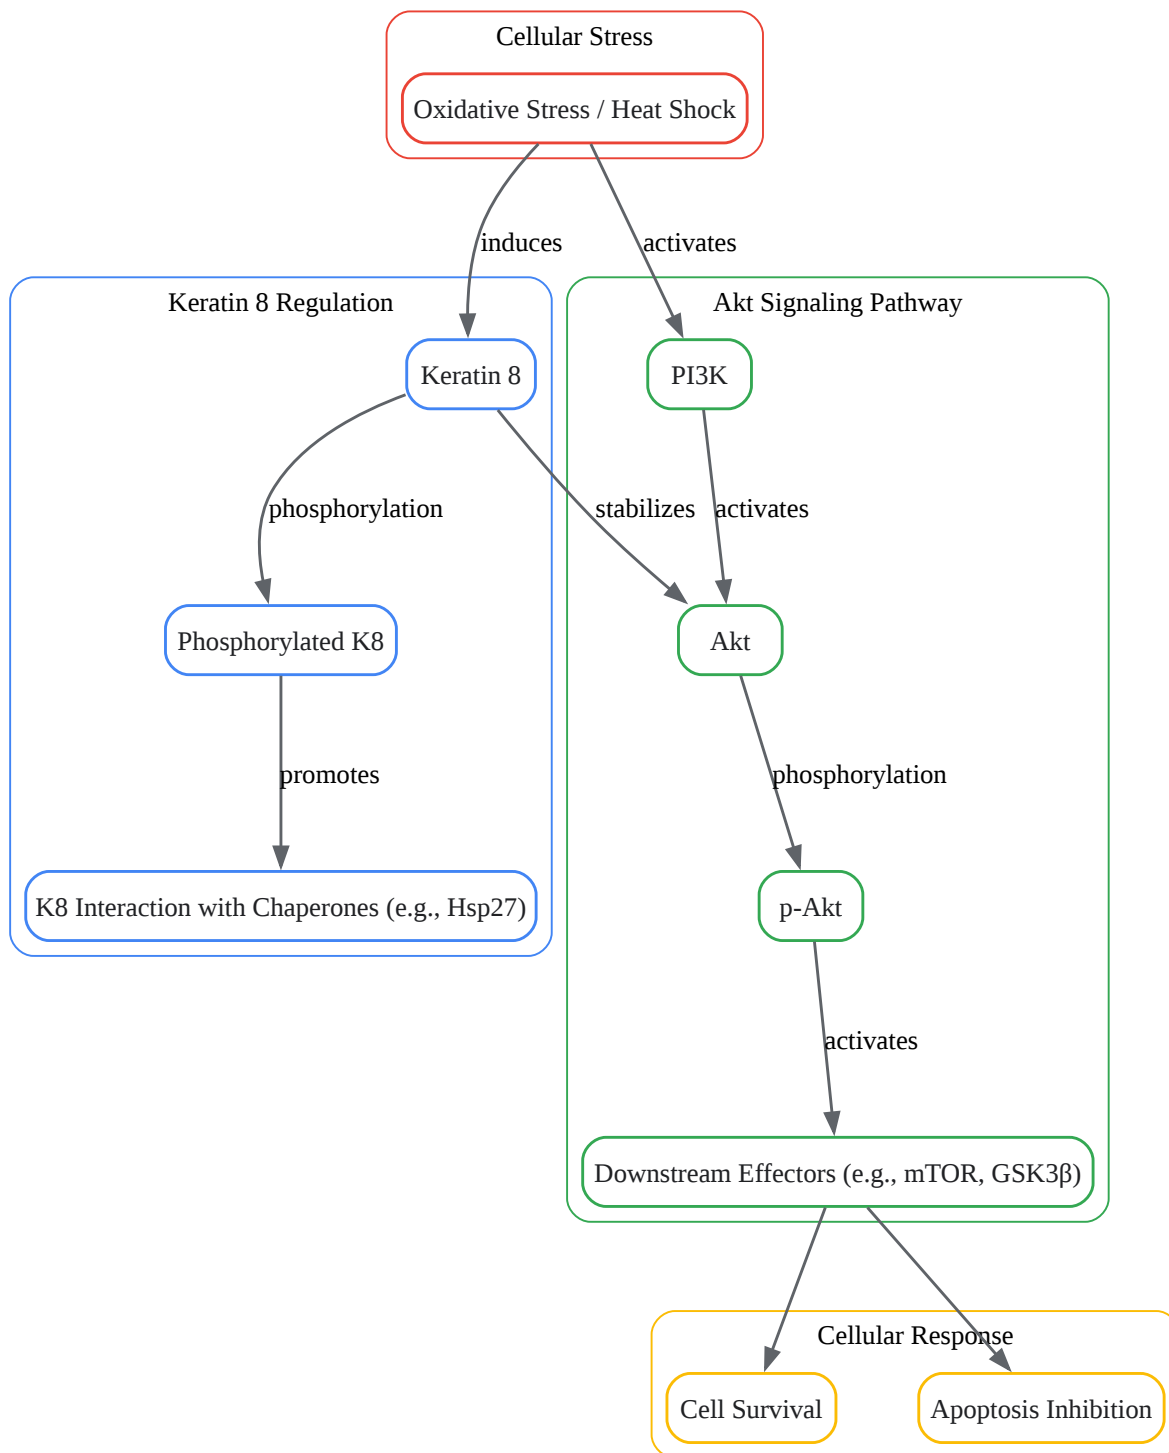 Cellular Stress
Oxidative Stress / Heat Shock
induces
activates
Keratin 8 Regulation
Akt Signaling Pathway
Keratin 8
PI3K
phosphorylation
stabilizes
activates
Phosphorylated K8
Akt
promotes
phosphorylation
K8 Interaction with Chaperones (e.g., Hsp27)
p-Akt
activates
Downstream Effectors (e.g., mTOR, GSK3β)
Cellular Response
Cell Survival
Apoptosis Inhibition